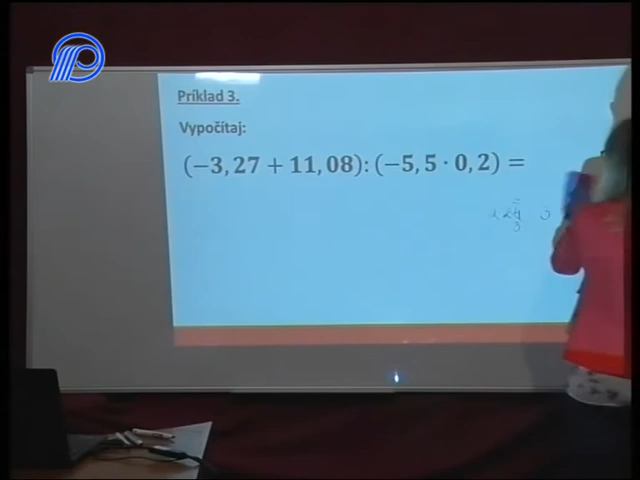 Príklad 3.
Vypočítaj:
(−3,27 + 11,08): (−5,5 · 0,2) =